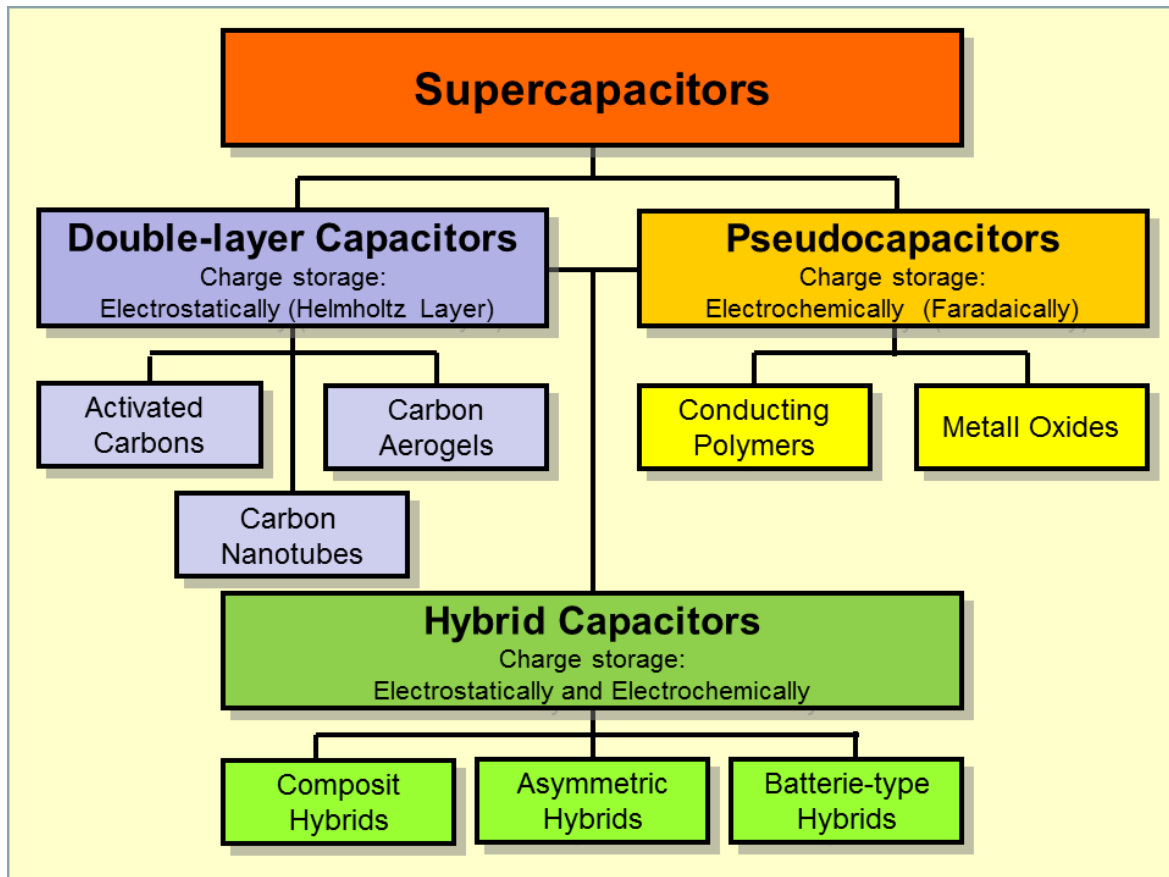 Supercapacitors
Double-layer Capacitors
Charge storage:
Electrostatically (Helmholtz Layer)
Pseudocapacitors
Charge storage:
Electrochemically (Faradaically)
Activated
Carbons
Carbon
Aerogels
Conducting
Polymers
Metall Oxides
Carbon
Nanotubes
Hybrid Capacitors
Charge storage:
Electrostatically and Electrochemically
Composit
Hybrids
Asymmetric
Hybrids
Batterie-type
Hybrids